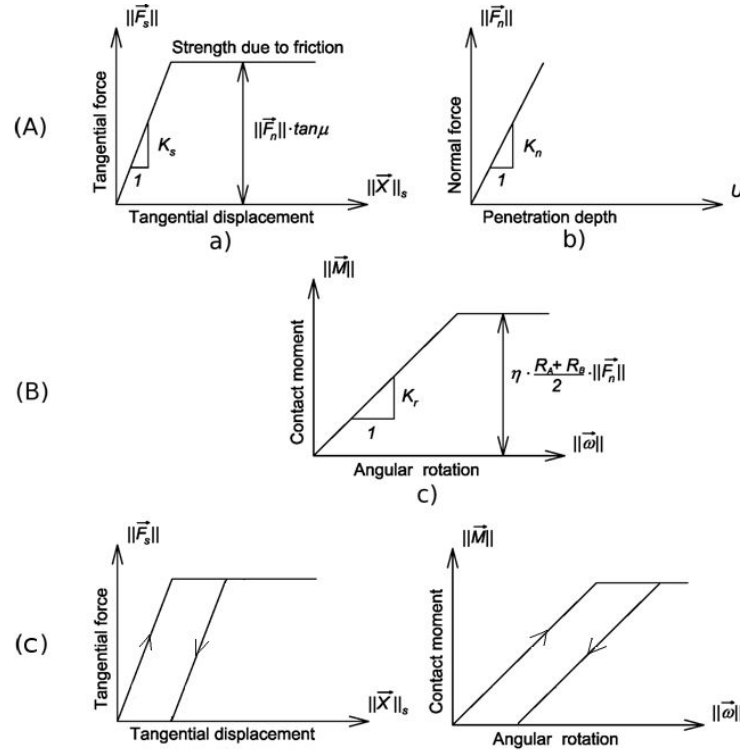 ||F⃗s||
Tangential force
Strength due to friction
Ks
1
||F⃗n||·tanμ
||X⃗||s
Tangential displacement
a)
(A)
||F⃗n||
Normal force
Kn
1
U
Penetration depth
b)
(B)
||M⃗||
Contact moment
Kr
1
η · (RA + RB)/2 · ||F⃗n||
||ω⃗||
Angular rotation
c)
(c)
||F⃗s||
Tangential force
||X⃗||s
Tangential displacement
||M⃗||
Contact moment
||ω⃗||
Angular rotation